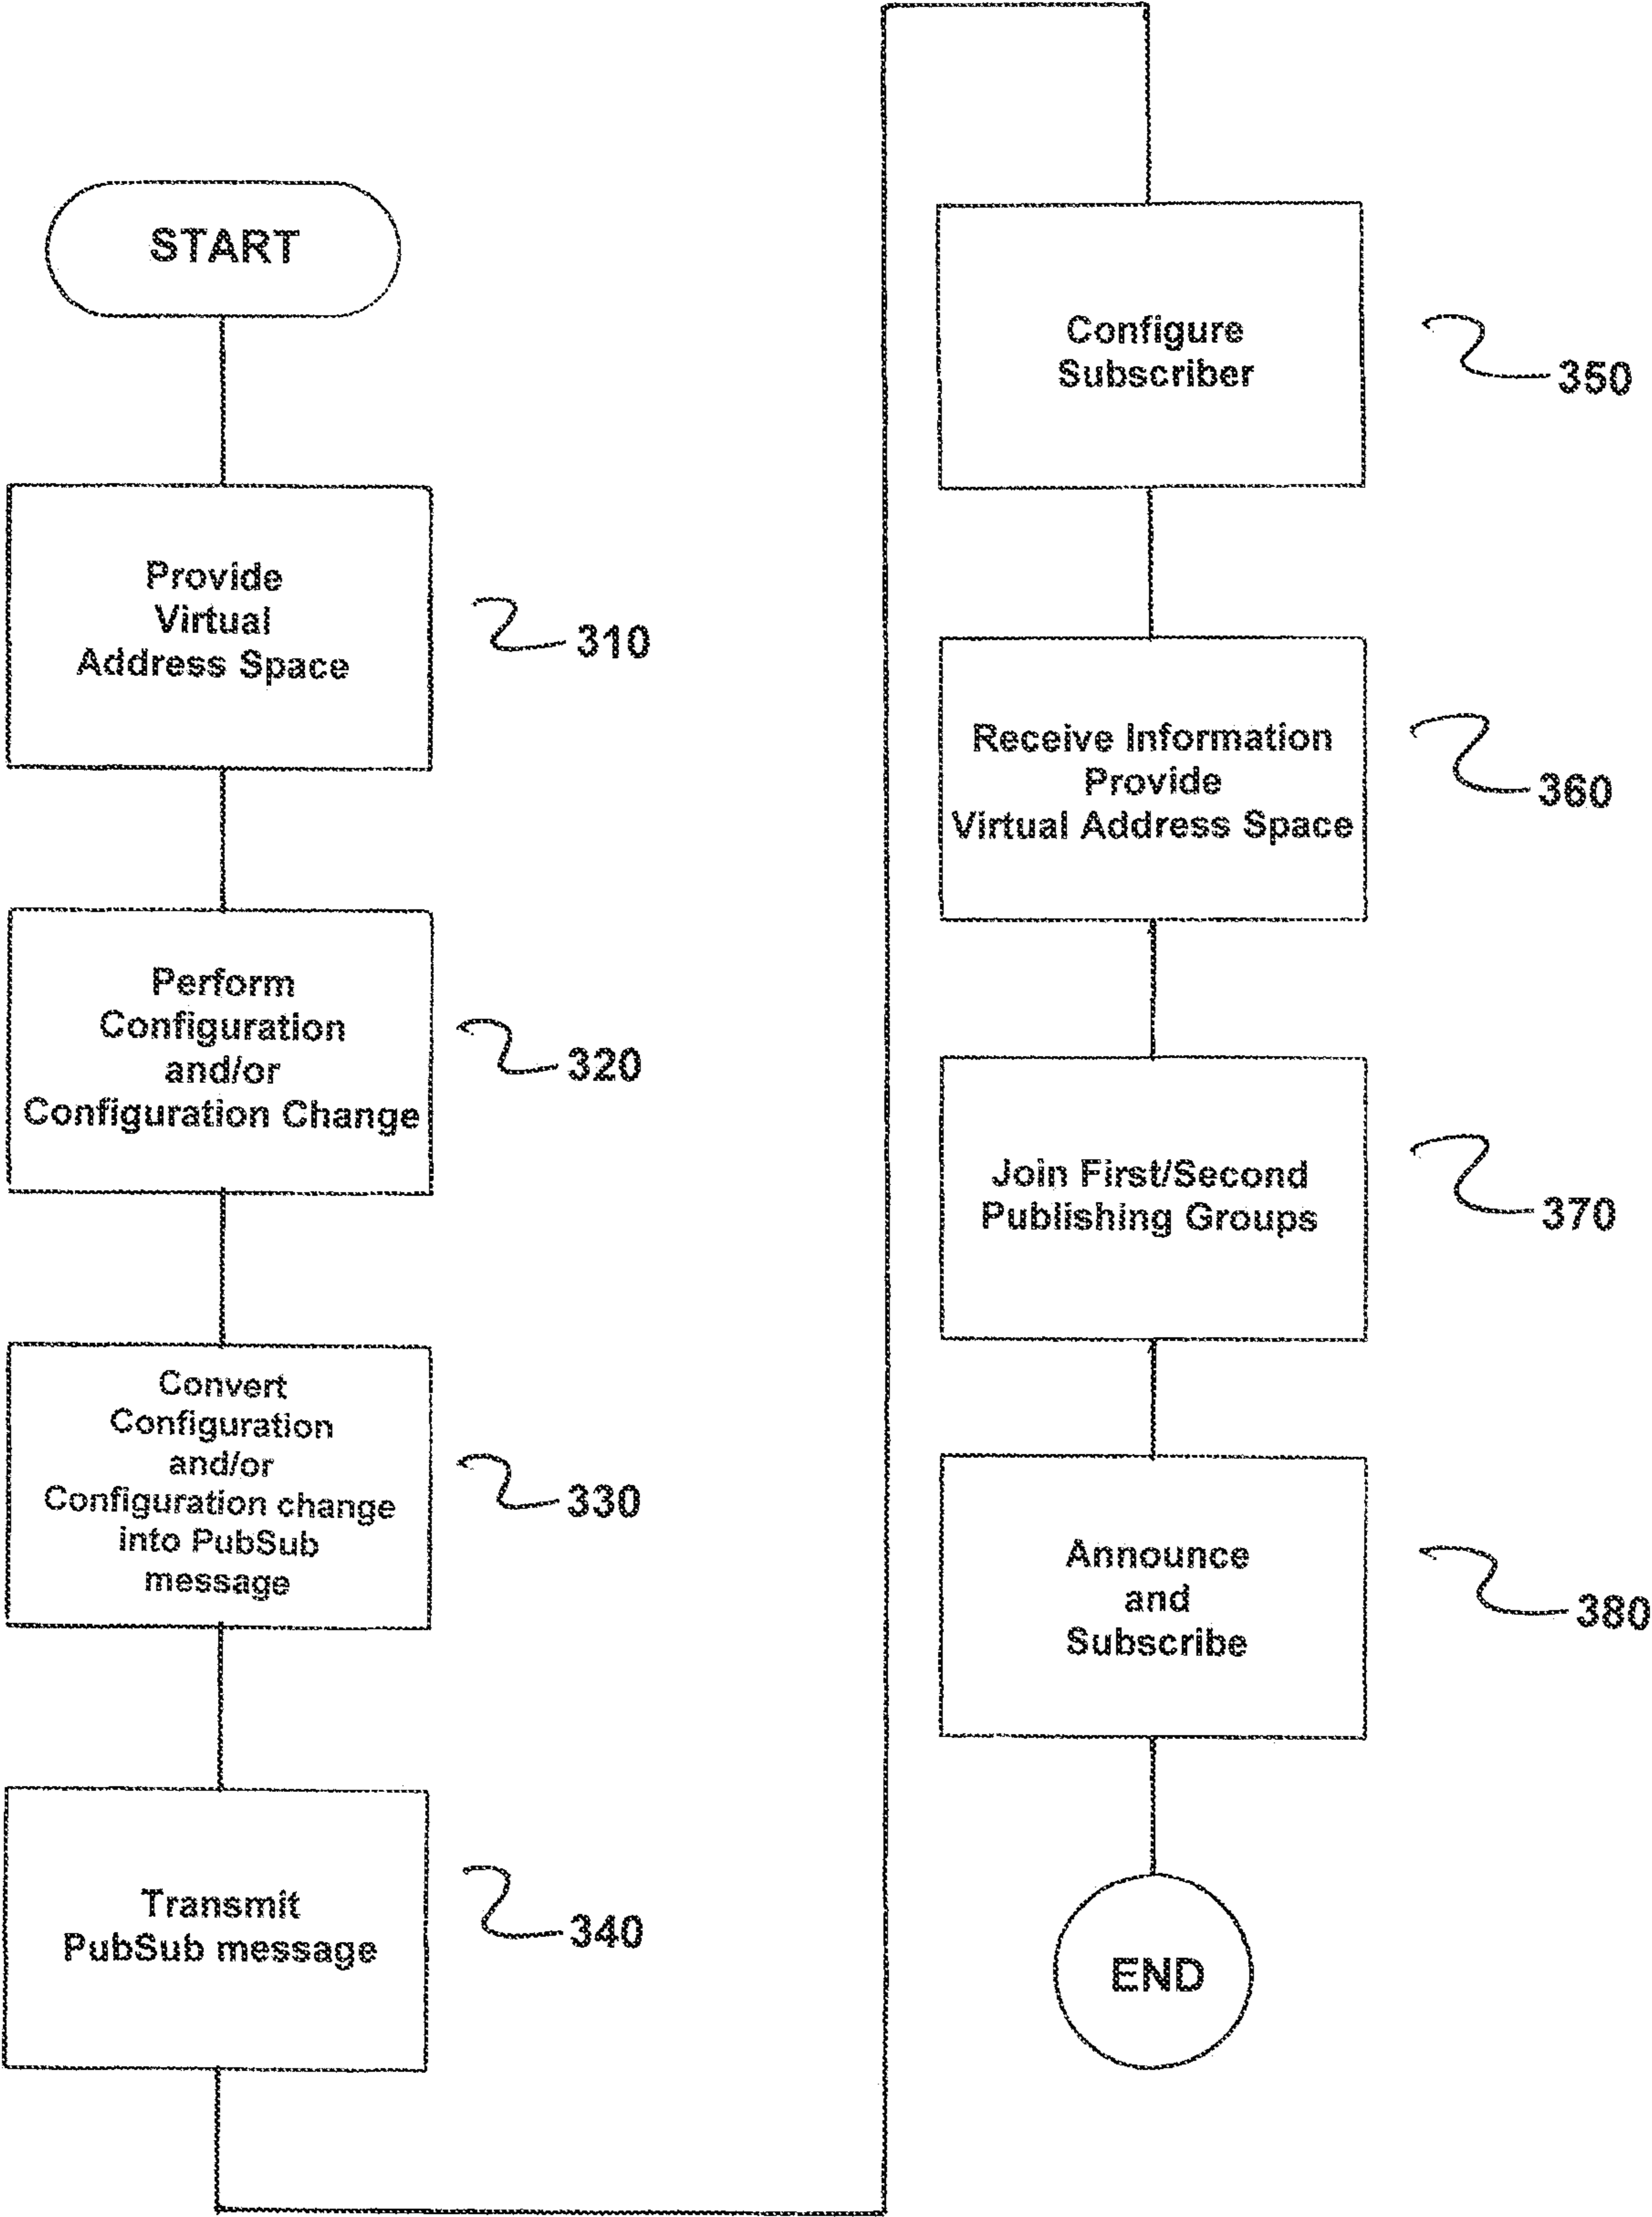 START
Provide
Virtual
Address Space
310
Perform
Configuration
and/or
Configuration Change
320
Convert
Configuration
and/or
Configuration change
into PubSub
message
330
Transmit
PubSub message
340
Configure
Subscriber
350
Receive Information
Provide
Virtual Address Space
360
Join First/Second
Publishing Groups
370
Announce
and
Subscribe
380
END